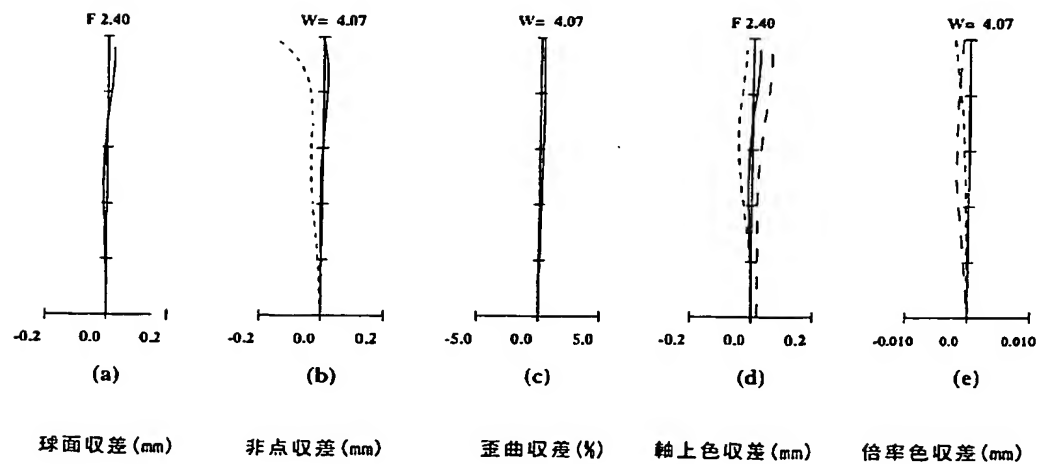 F 2.40 W= 4.07 W= 4.07 F 2.40 W= 4.07
-0.2 0.0 0.2 -0.2 0.0 0.2 -5.0 0.0 5.0 -0.2 0.0 0.2 -0.010 0.0 0.010
(a) (b) (c) (d) (e)
球面収差(mm) 非点収差(mm) 歪曲収差(%) 軸上色収差(mm) 倍率色収差(mm)